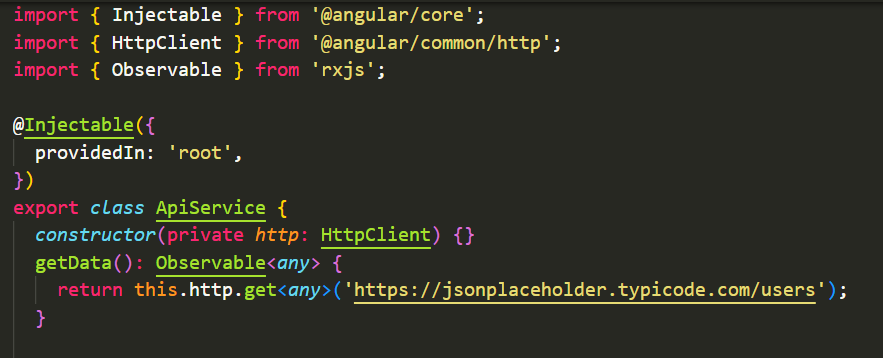 import { Injectable } from '@angular/core';
import { HttpClient } from '@angular/common/http';
import { Observable } from 'rxjs';
@Injectable({
  providedIn: 'root',
})
export class ApiService {
  constructor(private http: HttpClient) {}
  getData(): Observable<any> {
    return this.http.get<any>('https://jsonplaceholder.typicode.com/users');
  }